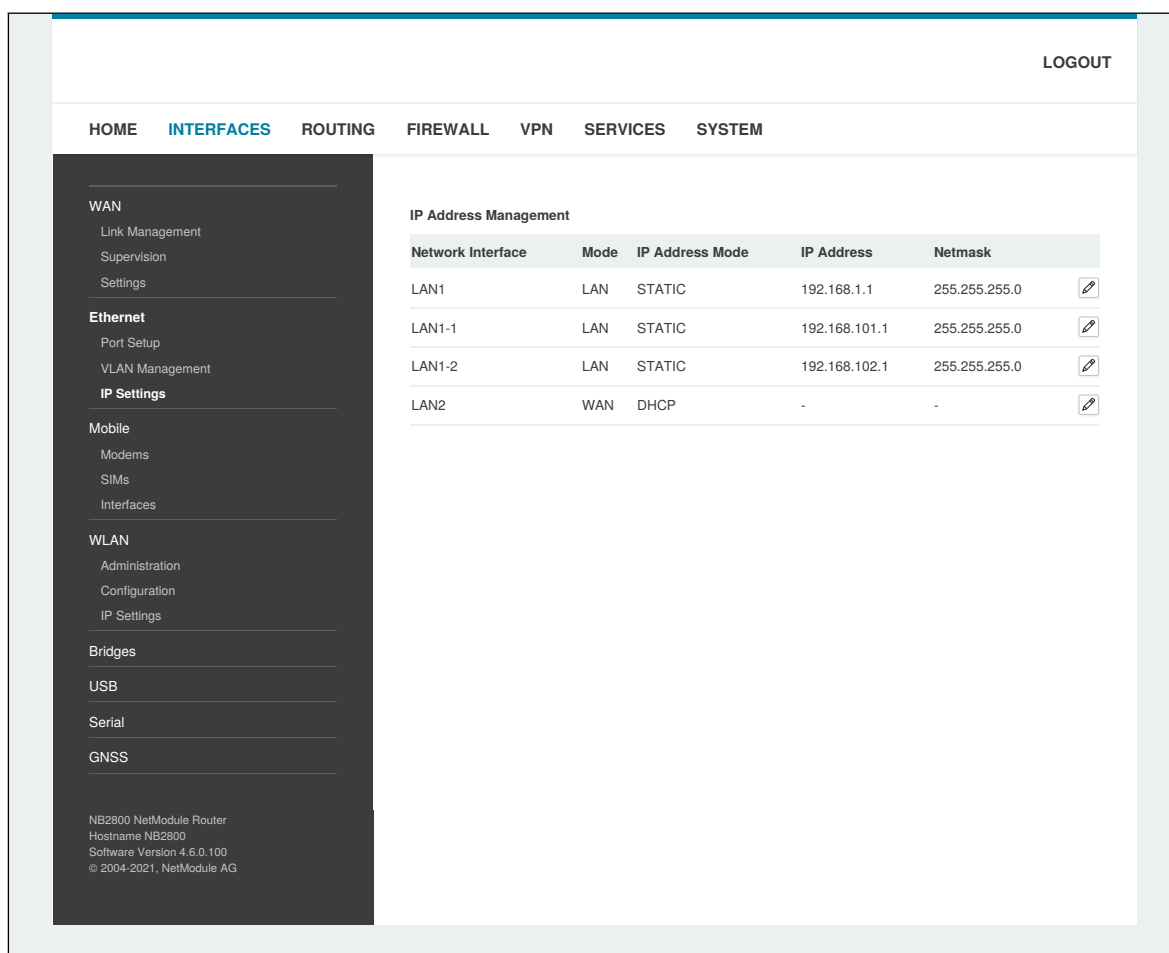 LOGOUT
HOME INTERFACES ROUTING FIREWALL VPN SERVICES SYSTEM
WAN
Link Management
Supervision
Settings
Ethernet
Port Setup
VLAN Management
IP Settings
Mobile
Modems
SIMs
Interfaces
WLAN
Administration
Configuration
IP Settings
Bridges
USB
Serial
GNSS
NB2800 NetModule Router
Hostname NB2800
Software Version 4.6.0.100
© 2004-2021, NetModule AG
IP Address Management
Network Interface Mode IP Address Mode IP Address Netmask
LAN1 LAN STATIC 192.168.1.1 255.255.255.0
LAN1-1 LAN STATIC 192.168.101.1 255.255.255.0
LAN1-2 LAN STATIC 192.168.102.1 255.255.255.0
LAN2 WAN DHCP - -